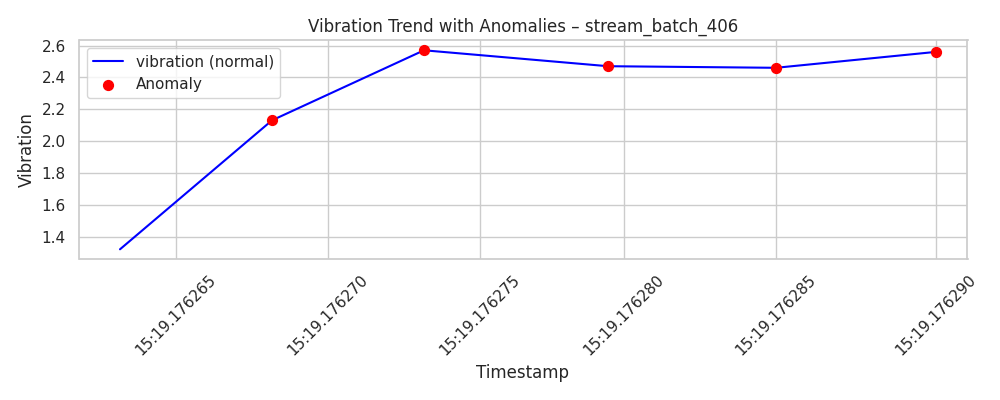 Vibration Trend with Anomalies – stream_batch_406
vibration (normal)
Anomaly
Vibration
2.6
2.4
2.2
2.0
1.8
1.6
1.4
15:19.176265
15:19.176270
15:19.176275
15:19.176280
15:19.176285
15:19.176290
Timestamp